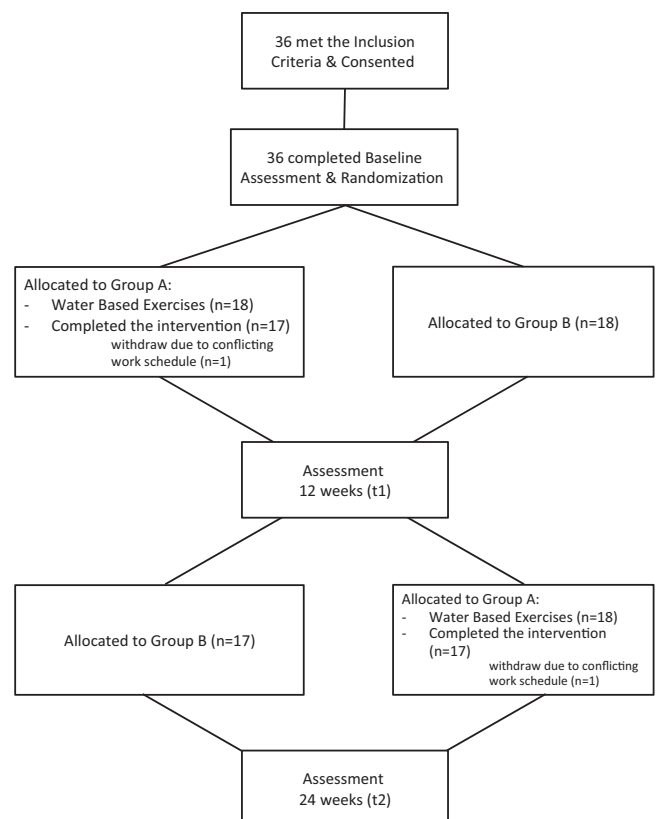 36 met the Inclusion
Criteria & Consented
36 completed Baseline
Assessment & Randomization
Allocated to Group A:
- Water Based Exercises (n=18)
- Completed the intervention (n=17)
withdraw due to conflicting
work schedule (n=1)
Allocated to Group B (n=18)
Assessment
12 weeks (t1)
Allocated to Group B (n=17)
Allocated to Group A:
- Water Based Exercises (n=18)
- Completed the intervention
(n=17)
withdraw due to conflicting
work schedule (n=1)
Assessment
24 weeks (t2)